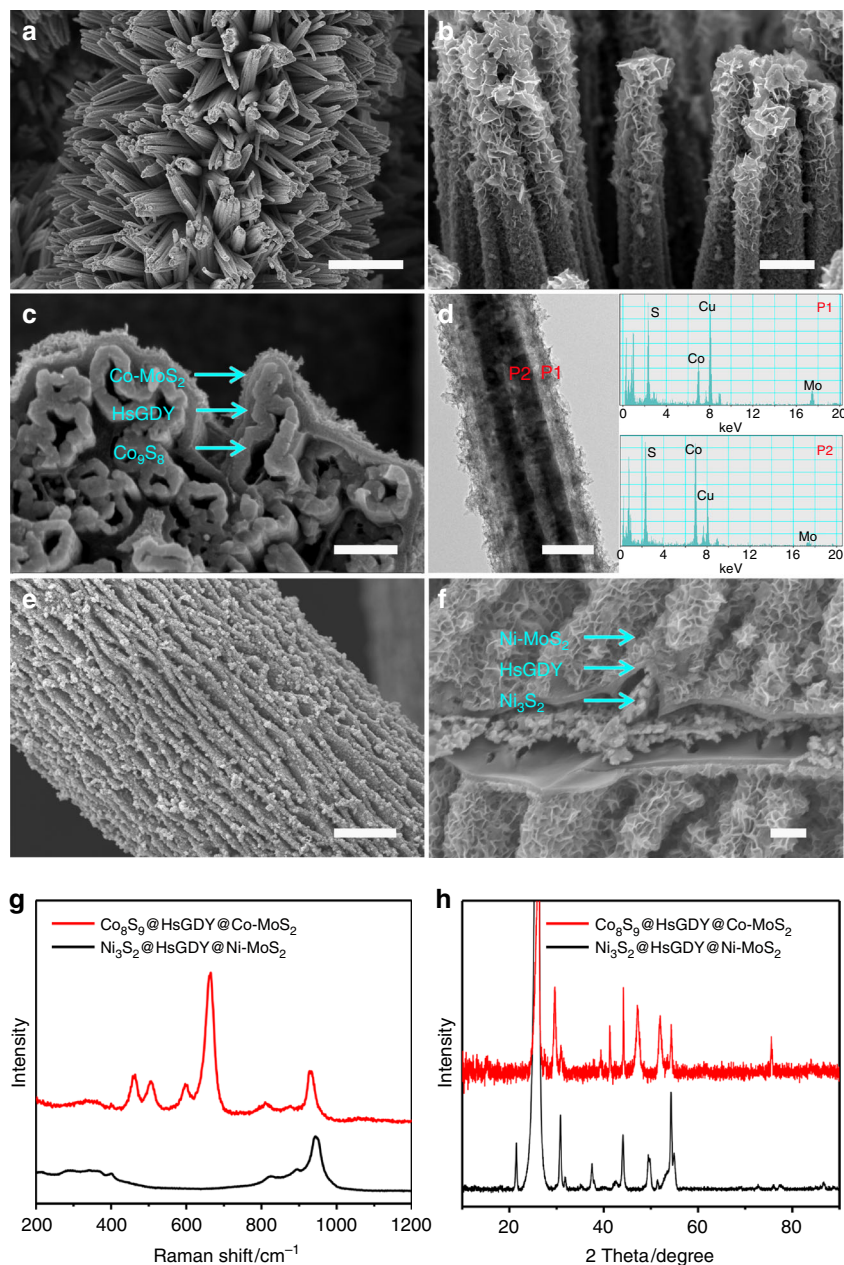 a
b
c
Co-MoS₂
HsGDY
Co₉S₈
d
P2 P1
S
Cu
P1
Co
Mo
0 4 8 12 16 20
keV
S
Co
P2
Cu
Mo
0 4 8 12 16 20
keV
e
f
Ni-MoS₂
HsGDY
Ni₃S₂
g
Co₈S₉@HsGDY@Co-MoS₂
Ni₃S₂@HsGDY@Ni-MoS₂
Intensity
200 400 600 800 1000 1200
Raman shift/cm⁻¹
h
Co₈S₉@HsGDY@Co-MoS₂
Ni₃S₂@HsGDY@Ni-MoS₂
Intensity
20 40 60 80
2 Theta/degree